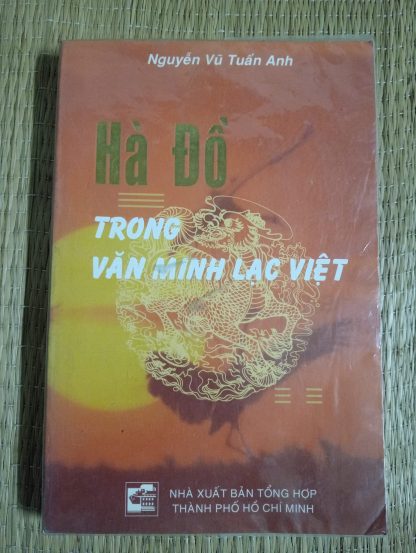 Nguyễn Vũ Tuấn Anh
Hà Đồ
TRONG
VĂN MINH LẠC VIỆT
NHÀ XUẤT BẢN TỔNG HỢP
THÀNH PHỐ HỒ CHÍ MINH